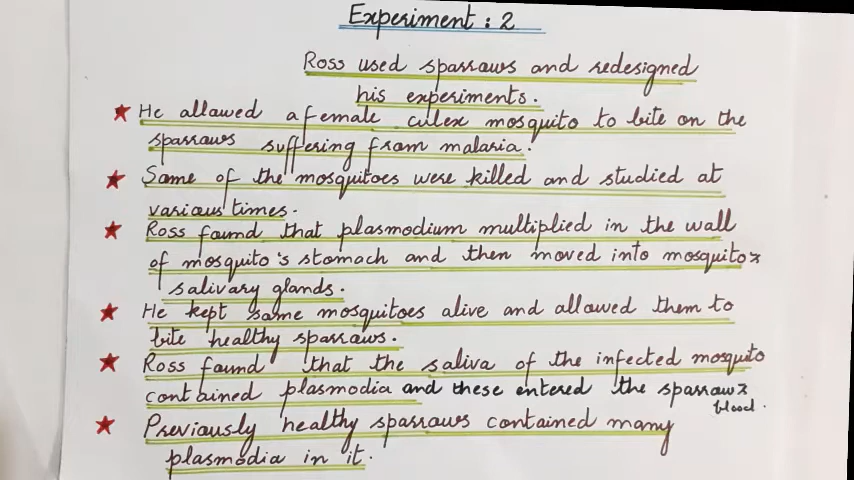 Experiment : 2
Ross used sparrows and redesigned
his experiments.
He allowed a female culex mosquito to bite on the
sparrows suffering from malaria.
Some of the mosquitoes were killed and studied at
various times.
Ross found that plasmodium multiplied in the wall
of mosquito's stomach and then moved into mosquito's
salivary glands.
He kept some mosquitoes alive and allowed them to
bite healthy sparrows.
Ross found that the saliva of the infected mosquito
contained plasmodia and these entered the sparrow's
blood.
Previously healthy sparrows contained many
plasmodia in it.